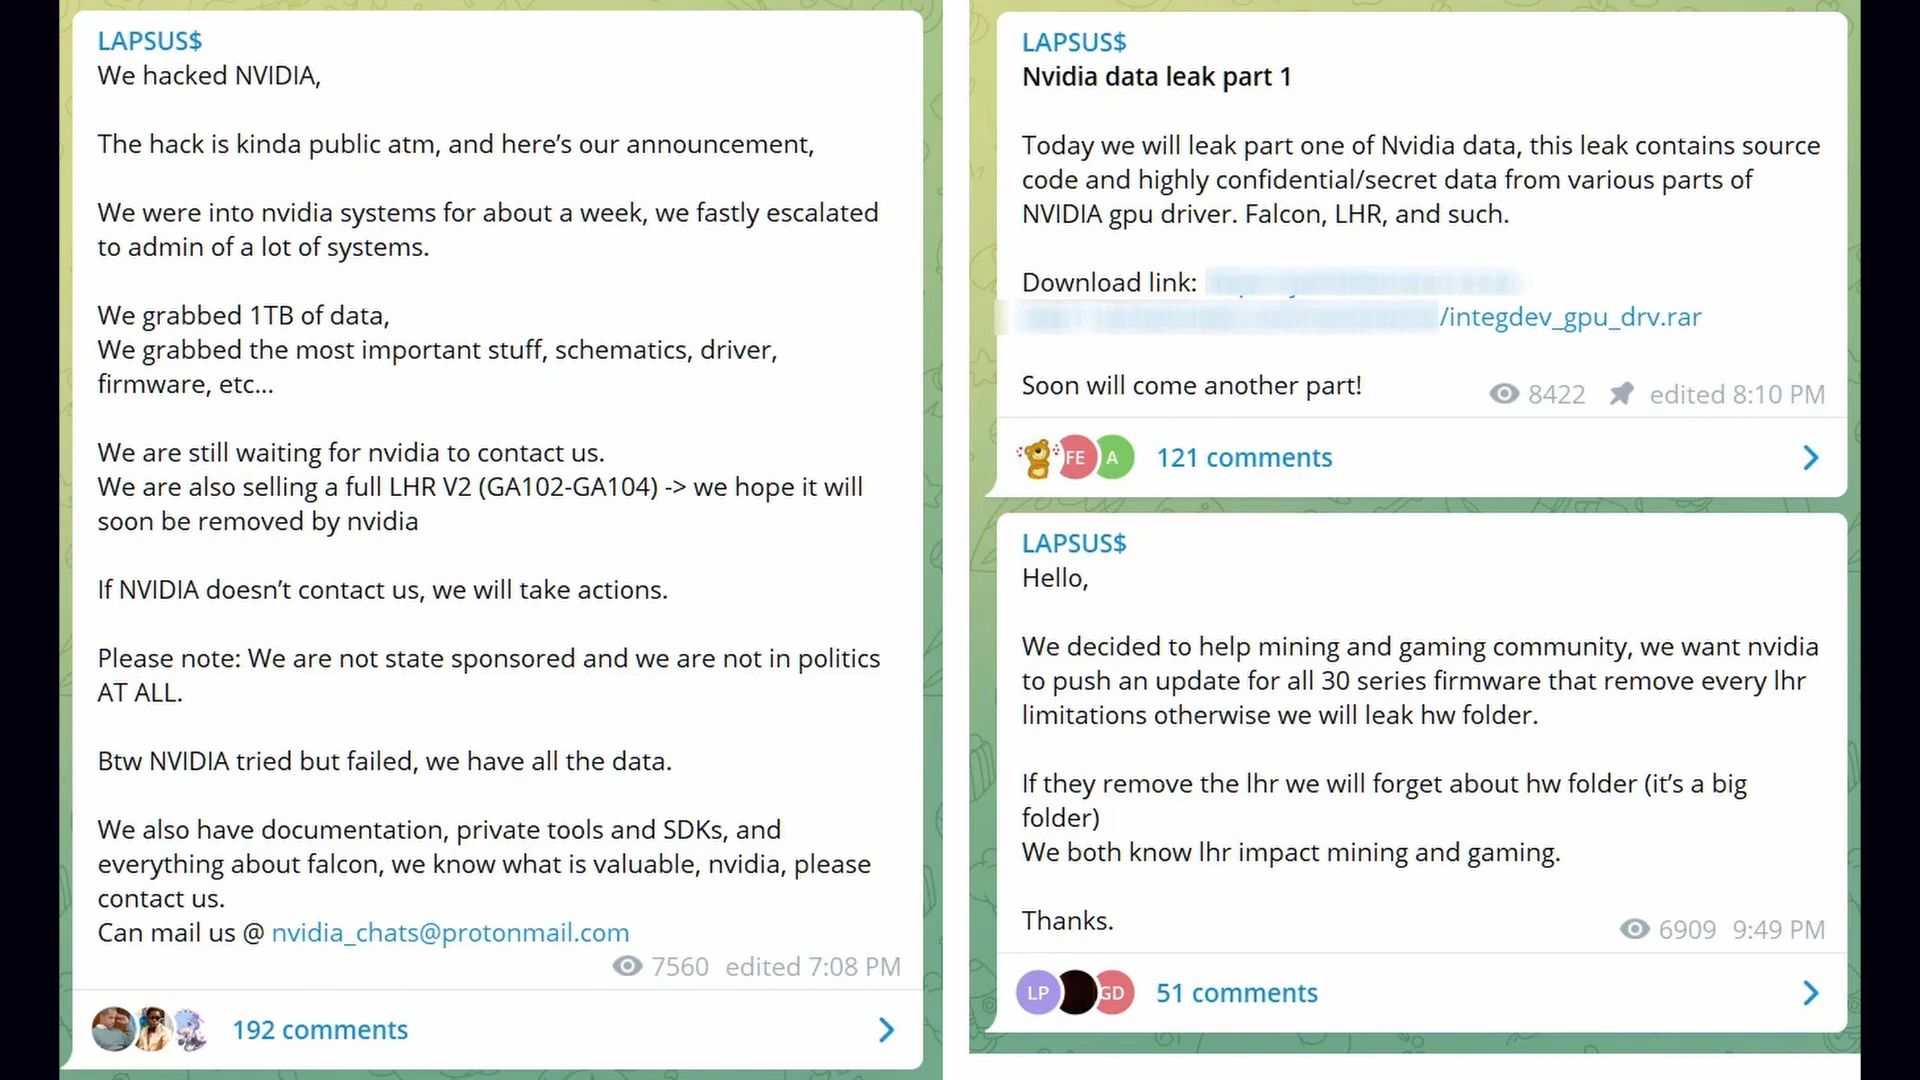 LAPSUS$
We hacked NVIDIA,
The hack is kinda public atm, and here’s our announcement,
We were into nvidia systems for about a week, we fastly escalated
to admin of a lot of systems.
We grabbed 1TB of data,
We grabbed the most important stuff, schematics, driver,
firmware, etc...
We are still waiting for nvidia to contact us.
We are also selling a full LHR V2 (GA102-GA104) -> we hope it will
soon be removed by nvidia
If NVIDIA doesn’t contact us, we will take actions.
Please note: We are not state sponsored and we are not in politics
AT ALL.
Btw NVIDIA tried but failed, we have all the data.
We also have documentation, private tools and SDKs, and
everything about falcon, we know what is valuable, nvidia, please
contact us.
Can mail us @ nvidia_chats@protonmail.com
7560 edited 7:08 PM
192 comments
LAPSUS$
Nvidia data leak part 1
Today we will leak part one of Nvidia data, this leak contains source
code and highly confidential/secret data from various parts of
NVIDIA gpu driver. Falcon, LHR, and such.
Download link:
/integdev_gpu_drv.rar
Soon will come another part!
8422 edited 8:10 PM
FE A 121 comments
LAPSUS$
Hello,
We decided to help mining and gaming community, we want nvidia
to push an update for all 30 series firmware that remove every lhr
limitations otherwise we will leak hw folder.
If they remove the lhr we will forget about hw folder (it’s a big
folder)
We both know lhr impact mining and gaming.
Thanks.
6909 9:49 PM
LP GD 51 comments